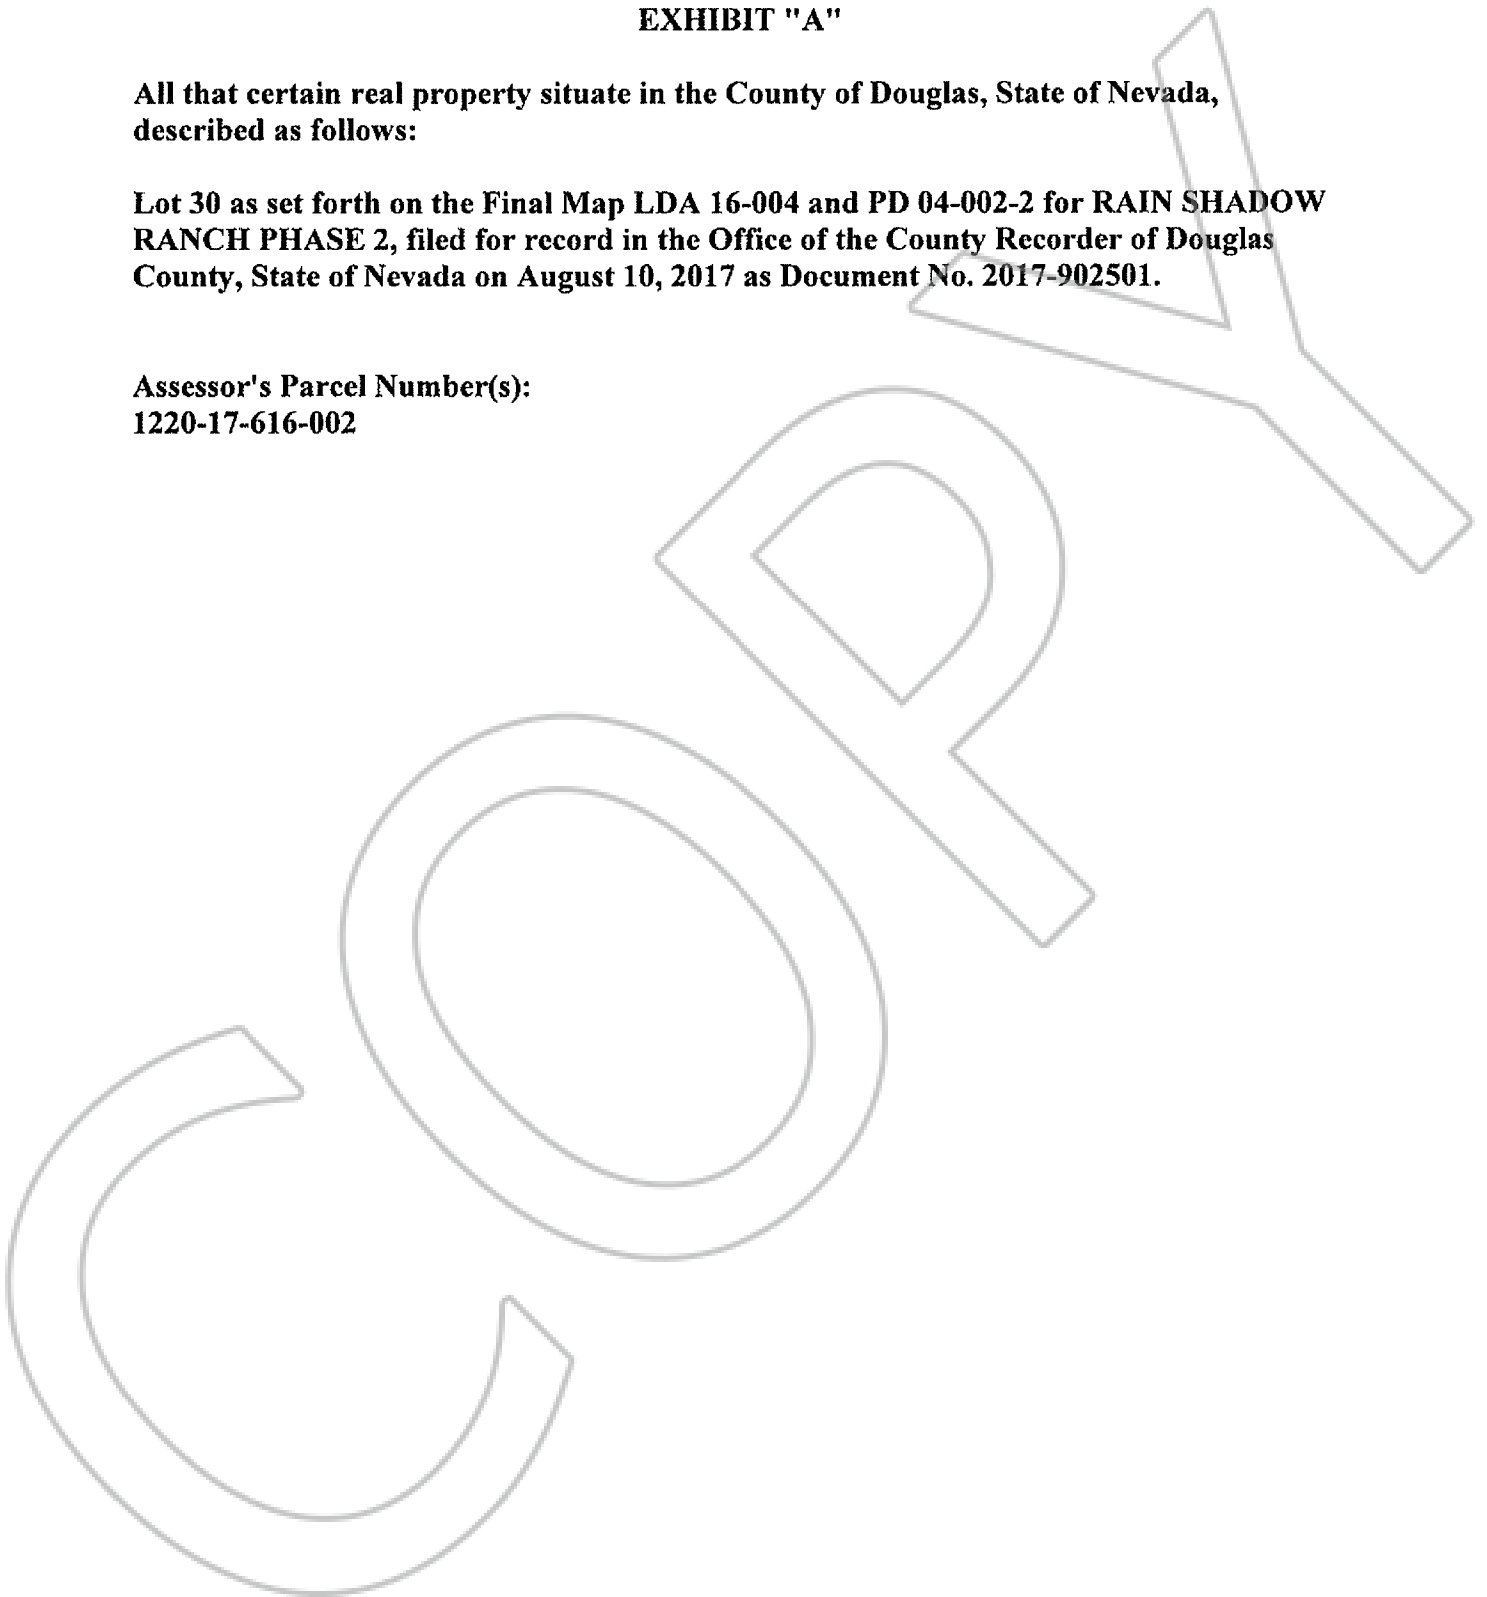 EXHIBIT "A"
All that certain real property situate in the County of Douglas, State of Nevada,
described as follows:
Lot 30 as set forth on the Final Map LDA 16-004 and PD 04-002-2 for RAIN SHADOW
RANCH PHASE 2, filed for record in the Office of the County Recorder of Douglas
County, State of Nevada on August 10, 2017 as Document No. 2017-902501.
Assessor's Parcel Number(s):
1220-17-616-002
COPY